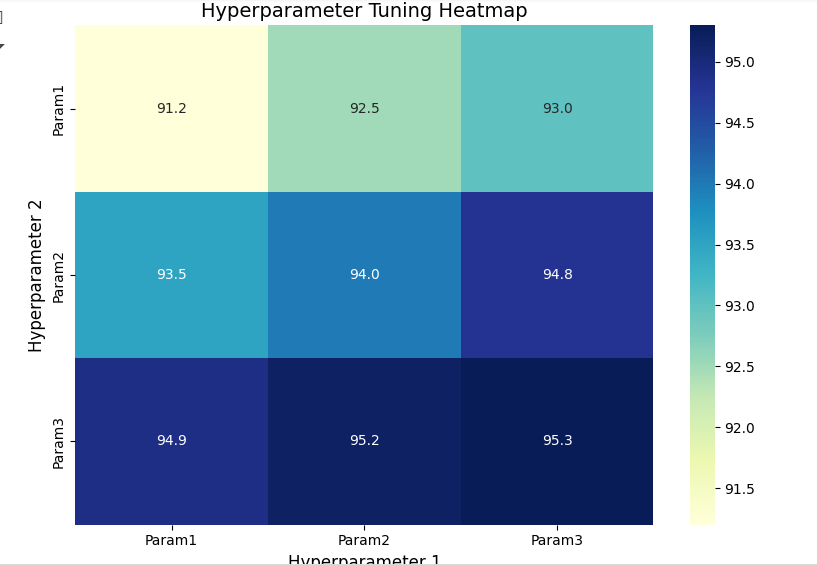 Hyperparameter Tuning Heatmap
Hyperparameter 2
Param1
91.2 92.5 93.0
Param2
93.5 94.0 94.8
Param3
94.9 95.2 95.3
Param1 Param2 Param3
Hyperparameter 1
95.0
94.5
94.0
93.5
93.0
92.5
92.0
91.5